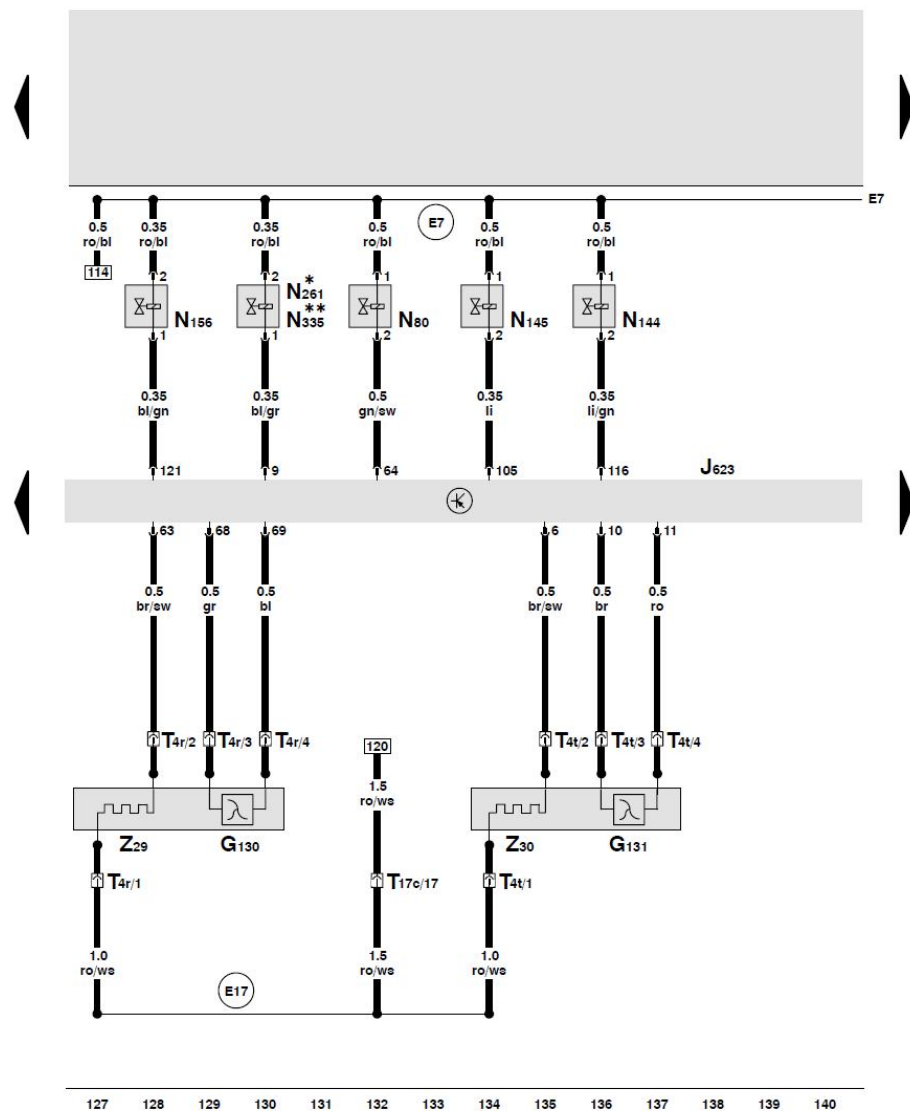 E7
0.5 0.35 0.35 0.5 0.5 0.5
ro/bl ro/bl ro/bl ro/bl E7 ro/bl ro/bl
114 2 2 * 1 1 1
N261
N156 N335 ** N80 N145 N144
1 1 2 2 2
0.35 0.35 0.5 0.35 0.35
bl/gn bl/gr gn/sw li li/gn
121 9 64 105 116 J623
63 68 69 6 10 11
0.5 0.5 0.5 0.5 0.5 0.5
br/sw gr bl br/sw br ro
T4r/2 T4r/3 T4r/4 120 T4t/2 T4t/3 T4t/4
1.5
ro/ws
Z29 G130 Z30 G131
T4r/1 T17c/17 T4t/1
1.0 1.5 1.0
ro/ws ro/ws ro/ws
E17
127 128 129 130 131 132 133 134 135 136 137 138 139 140